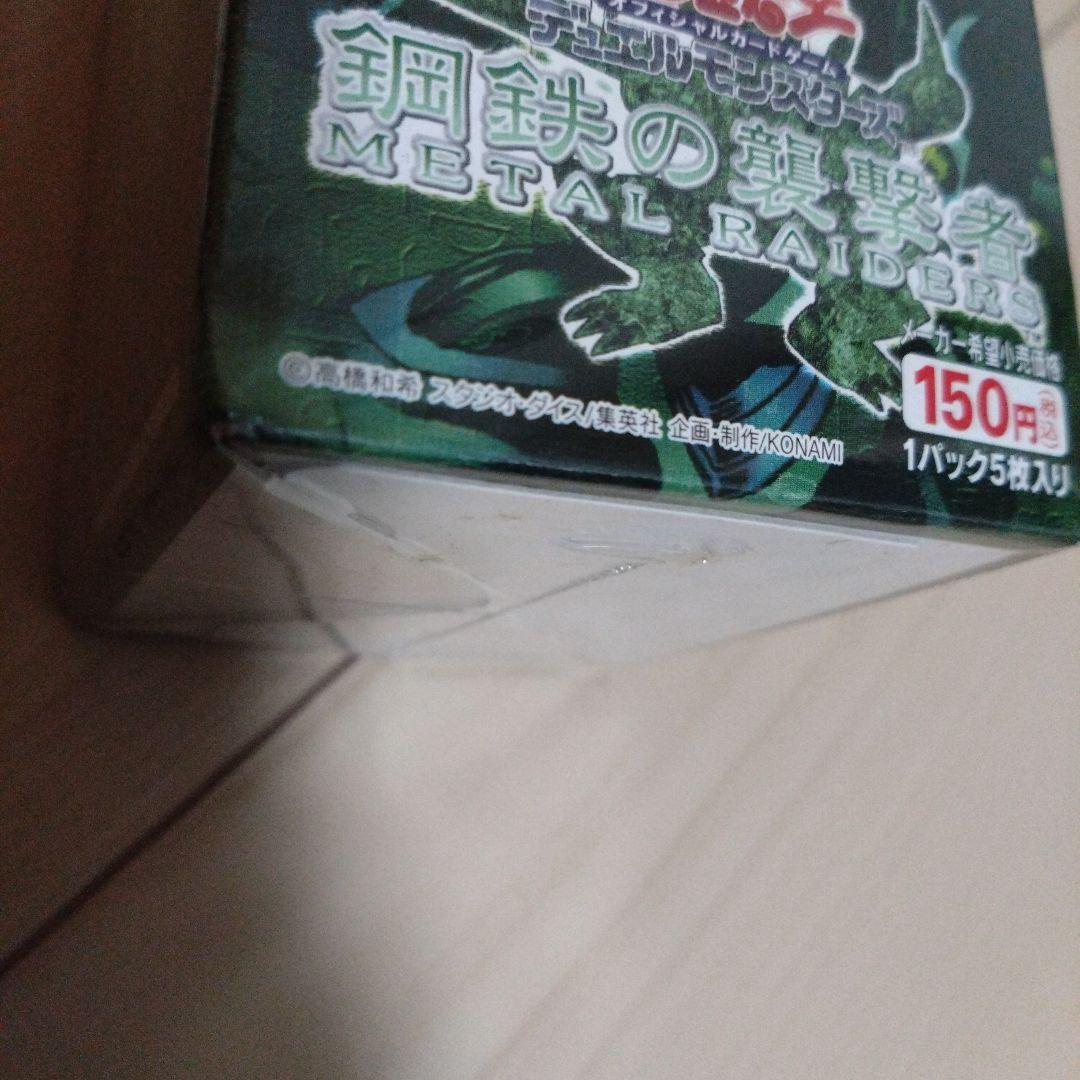 オフィシャルカードゲーム
デュエルモンスターズ
鋼鉄の襲撃者
METAL RAIDERS
メーカー希望小売価格
150円(税込)
1パック5枚入り
©高橋和希 スタジオ・ダイス/集英社 企画・制作/KONAMI